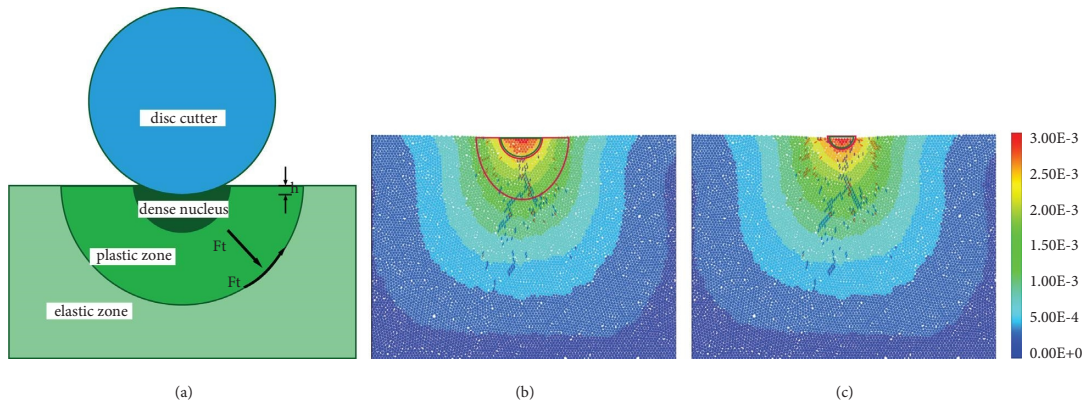 disc cutter
h
dense nucleus
Ft
plastic zone
Ft
elastic zone
3.00E-3
2.50E-3
2.00E-3
1.50E-3
1.00E-3
5.00E-4
0.00E+0
(a)
(b)
(c)